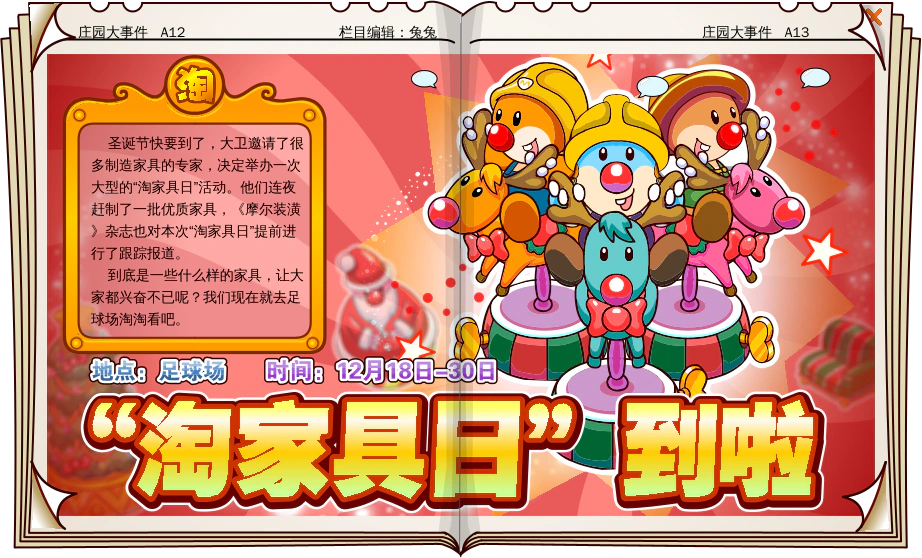 庄园大事件 A12
栏目编辑：兔兔
庄园大事件 A13
淘
圣诞节快要到了，大卫邀请了很
多制造家具的专家，决定举办一次
大型的“淘家具日”活动。他们连夜
赶制了一批优质家具，《摩尔装潢
》杂志也对本次“淘家具日”提前进
行了跟踪报道。
到底是一些什么样的家具，让大
家都兴奋不已呢？我们现在就去足
球场淘淘看吧。
地点：足球场 时间：12月18日-30日
“淘家具日” 到啦